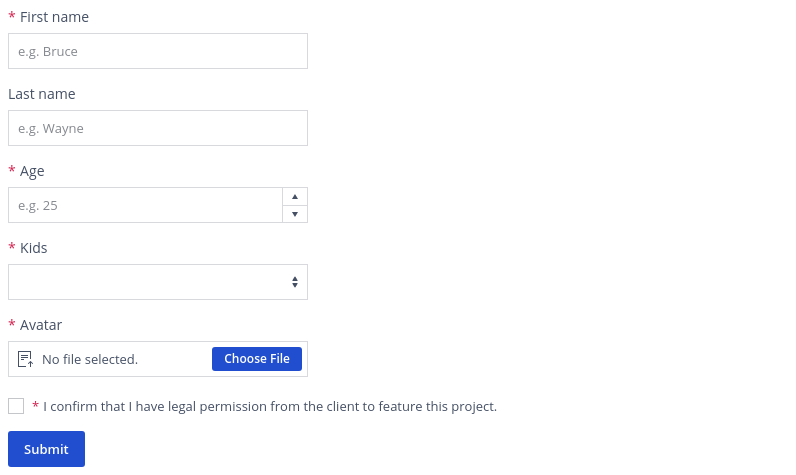 * First name
e.g. Bruce
Last name
e.g. Wayne
* Age
e.g. 25
* Kids
* Avatar
No file selected. Choose File
* I confirm that I have legal permission from the client to feature this project.
Submit